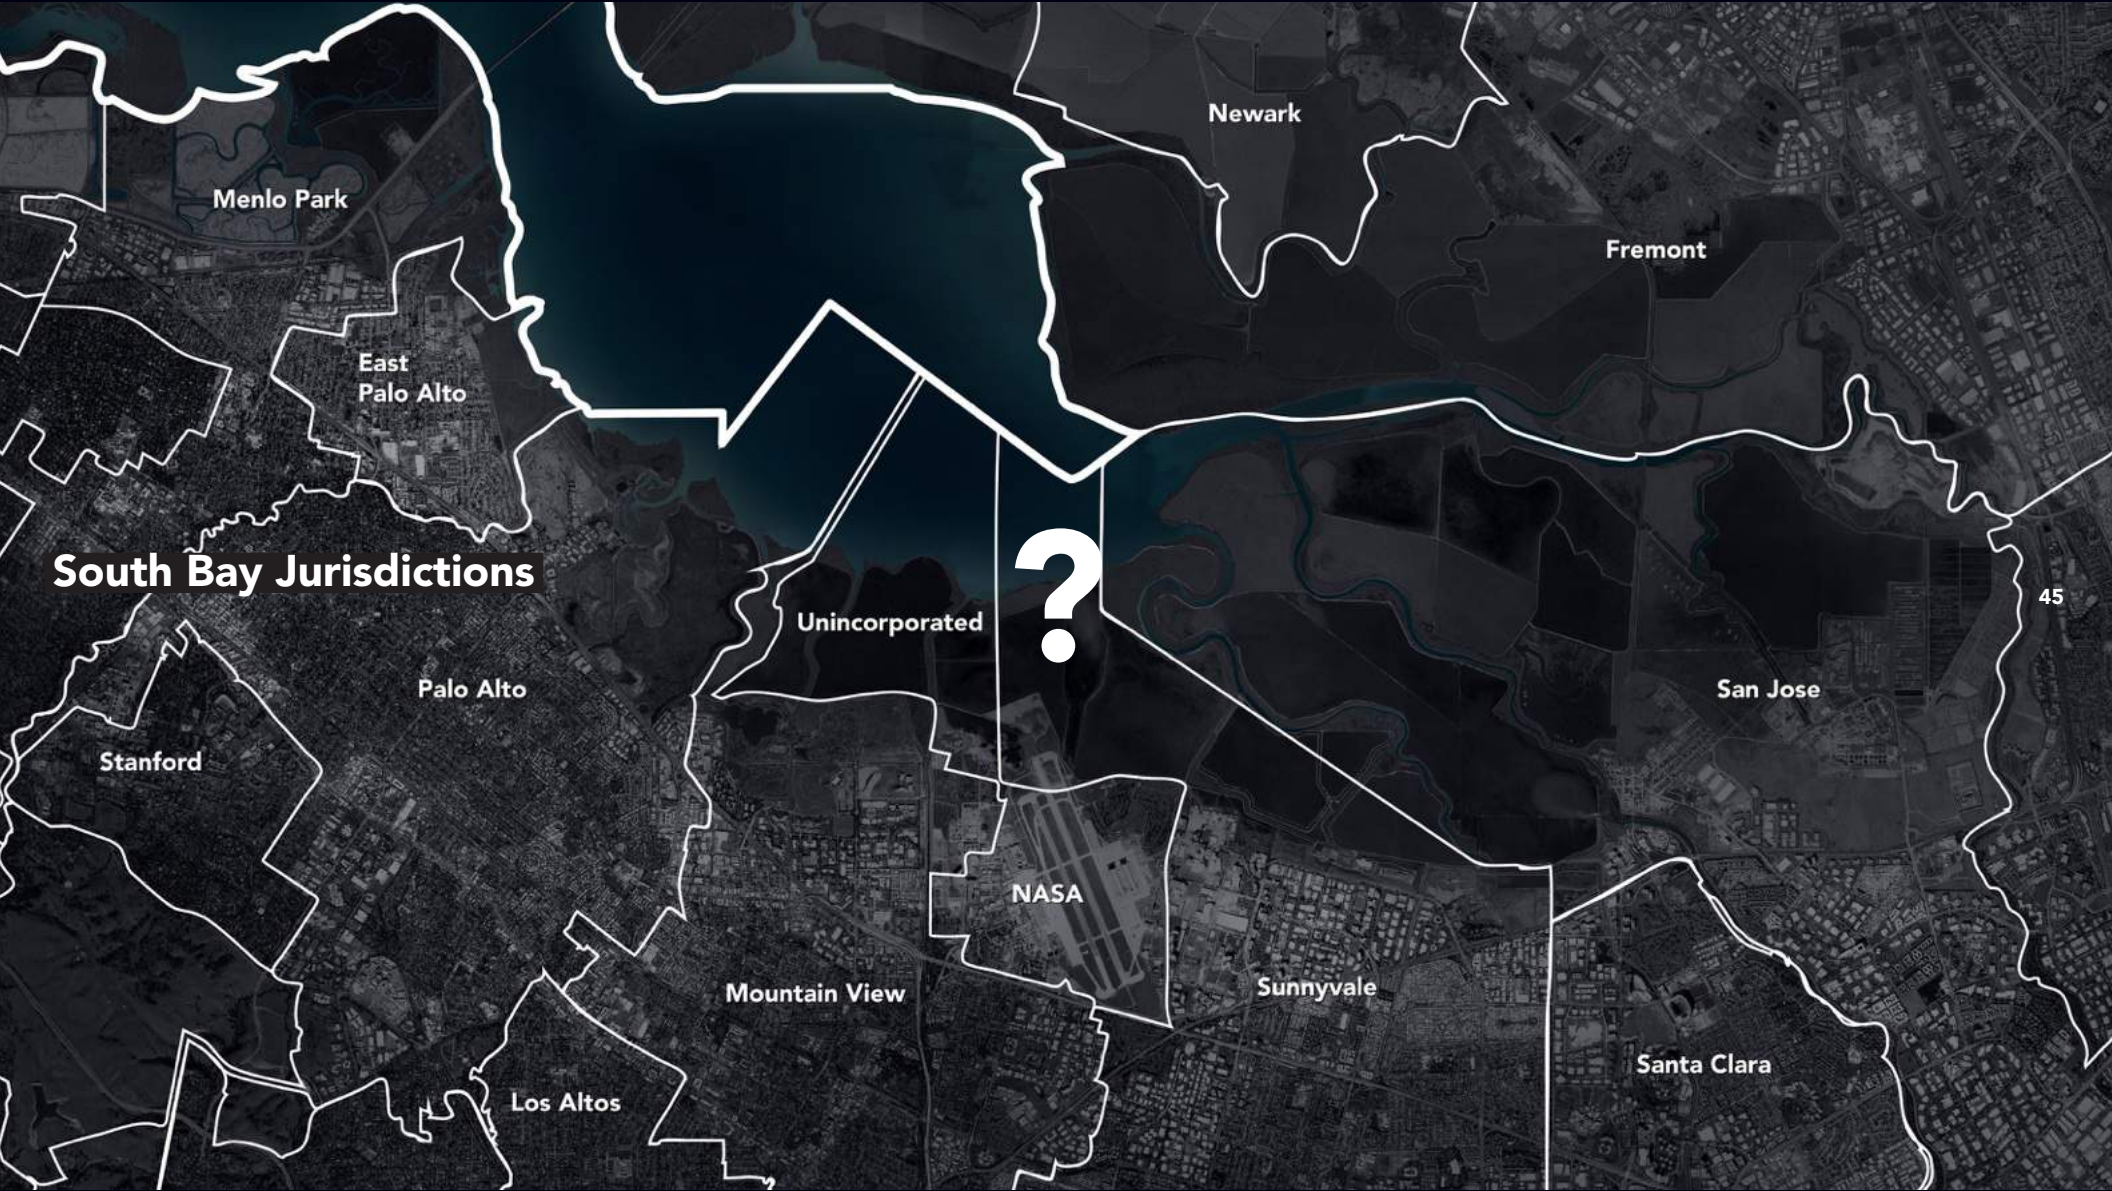 Newark
Menlo Park
Fremont
East
Palo Alto
South Bay Jurisdictions
?
45
Unincorporated
Palo Alto
San Jose
Stanford
NASA
Mountain View
Sunnyvale
Santa Clara
Los Altos